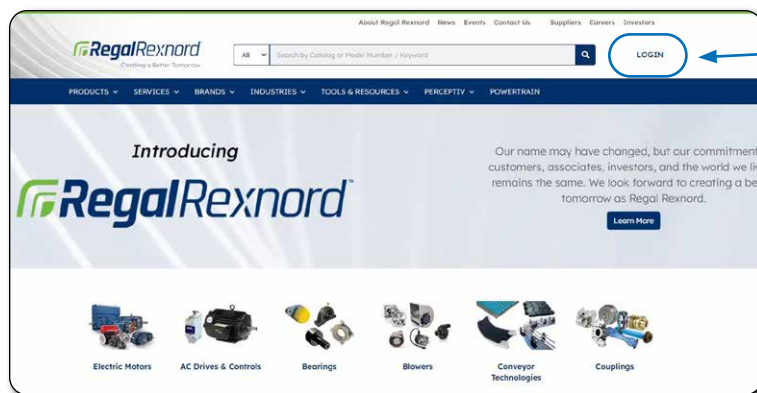 About Regal Rexnord News Events Contact Us Suppliers Careers Investors
RegalRexnord
Creating a Better Tomorrow
All Search by Catalog or Model Number / Keyword
LOGIN
PRODUCTS SERVICES BRANDS INDUSTRIES TOOLS & RESOURCES PERCEPTIV POWERTRAIN
Introducing
RegalRexnord™
Our name may have changed, but our commitment
customers, associates, investors, and the world we li
remains the same. We look forward to creating a be
tomorrow as Regal Rexnord.
Learn More
Electric Motors AC Drives & Controls Bearings Blowers Conveyor Technologies Couplings